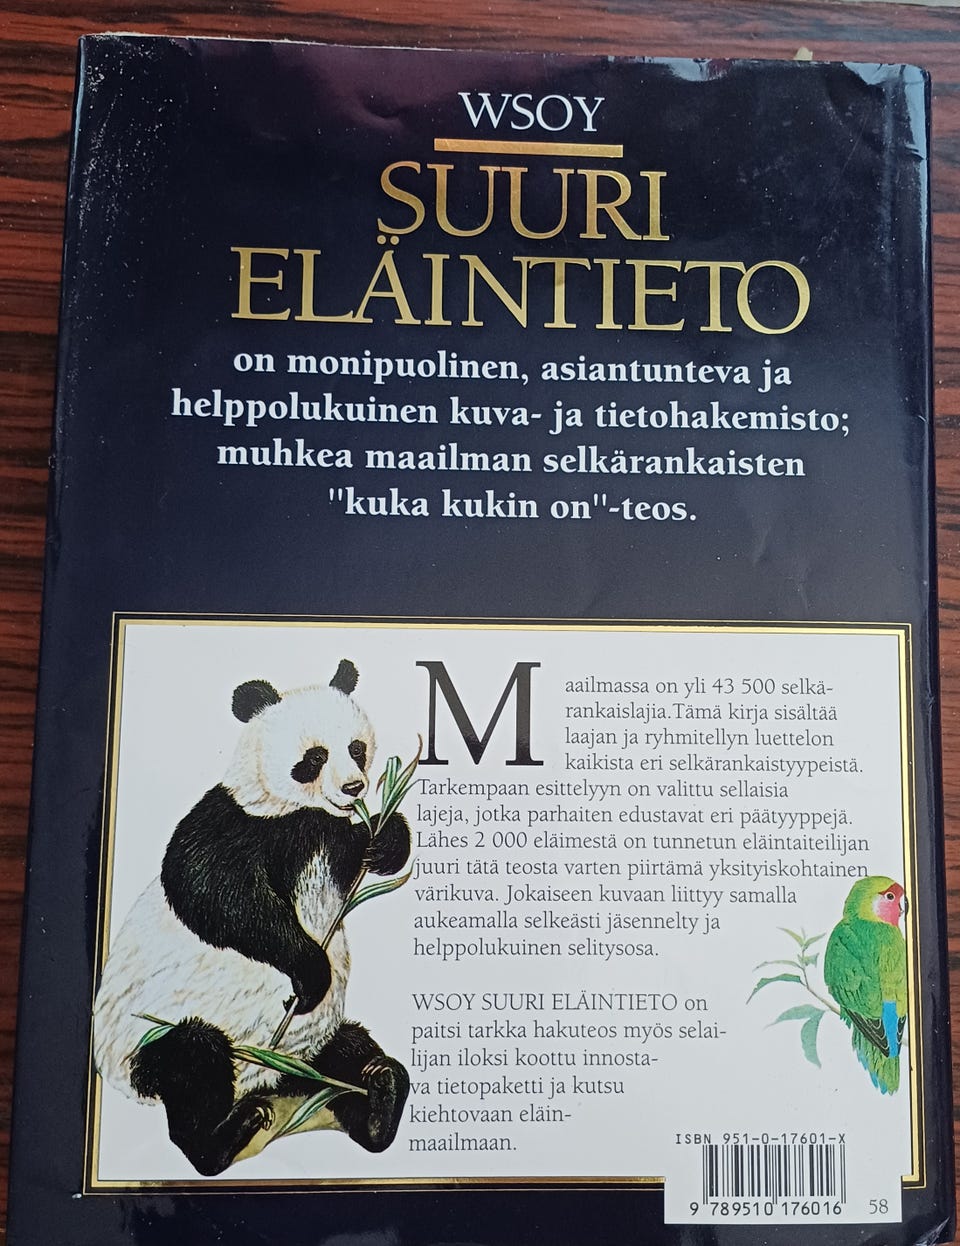 WSOY
SUURI
ELÄINTIETO
on monipuolinen, asiantunteva ja
helppolukuinen kuva- ja tietohakemisto;
muhkea maailman selkärankaisten
"kuka kukin on"-teos.
Maailmassa on yli 43 500 selkä-
rankaislajia.Tämä kirja sisältää
laajan ja ryhmitellyn luettelon
kaikista eri selkärankaistyypeistä.
Tarkempaan esittelyyn on valittu sellaisia
lajeja, jotka parhaiten edustavat eri päätyyppejä.
Lähes 2 000 eläimestä on tunnetun eläintaiteilijan
juuri tätä teosta varten piirtämä yksityiskohtainen
värikuva. Jokaiseen kuvaan liittyy samalla
aukeamalla selkeästi jäsennelty ja
helppolukuinen selitysosa.
WSOY SUURI ELÄINTIETO on
paitsi tarkka hakuteos myös selai-
lijan iloksi koottu innosta-
va tietopaketti ja kutsu
kiehtovaan eläin-
maailmaan.
ISBN 951-0-17601-X
9 789510 176016
58